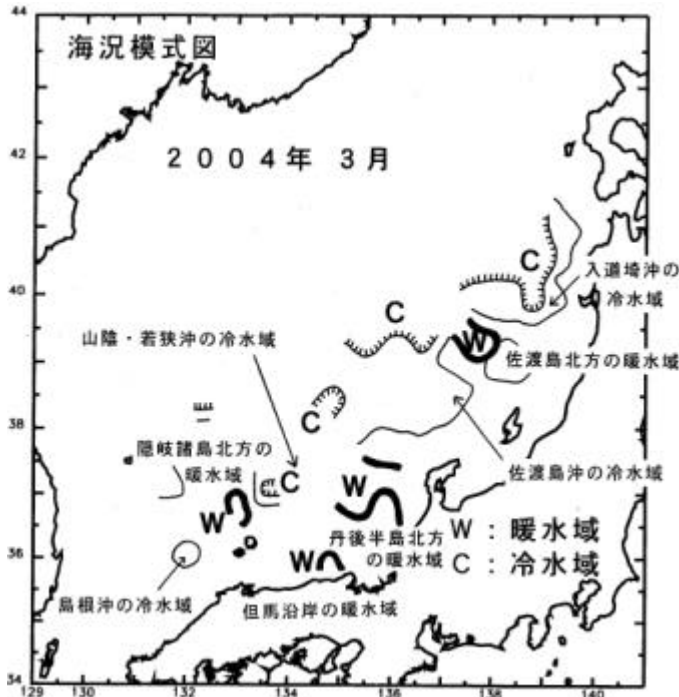 44
海況模式図
2004年 3月
42
C
入道埼沖の
冷水域
40
C
山陰・若狭沖の冷水域
W
佐渡島北方の暖水域
C
38
隠岐諸島北方の
暖水域
C
W
佐渡島沖の冷水域
W
丹後半島北方
の暖水域
W：暖水域
C：冷水域
36
W
島根沖の冷水域
但馬沿岸の暖水域
34
129
130
132
134
136
138
140